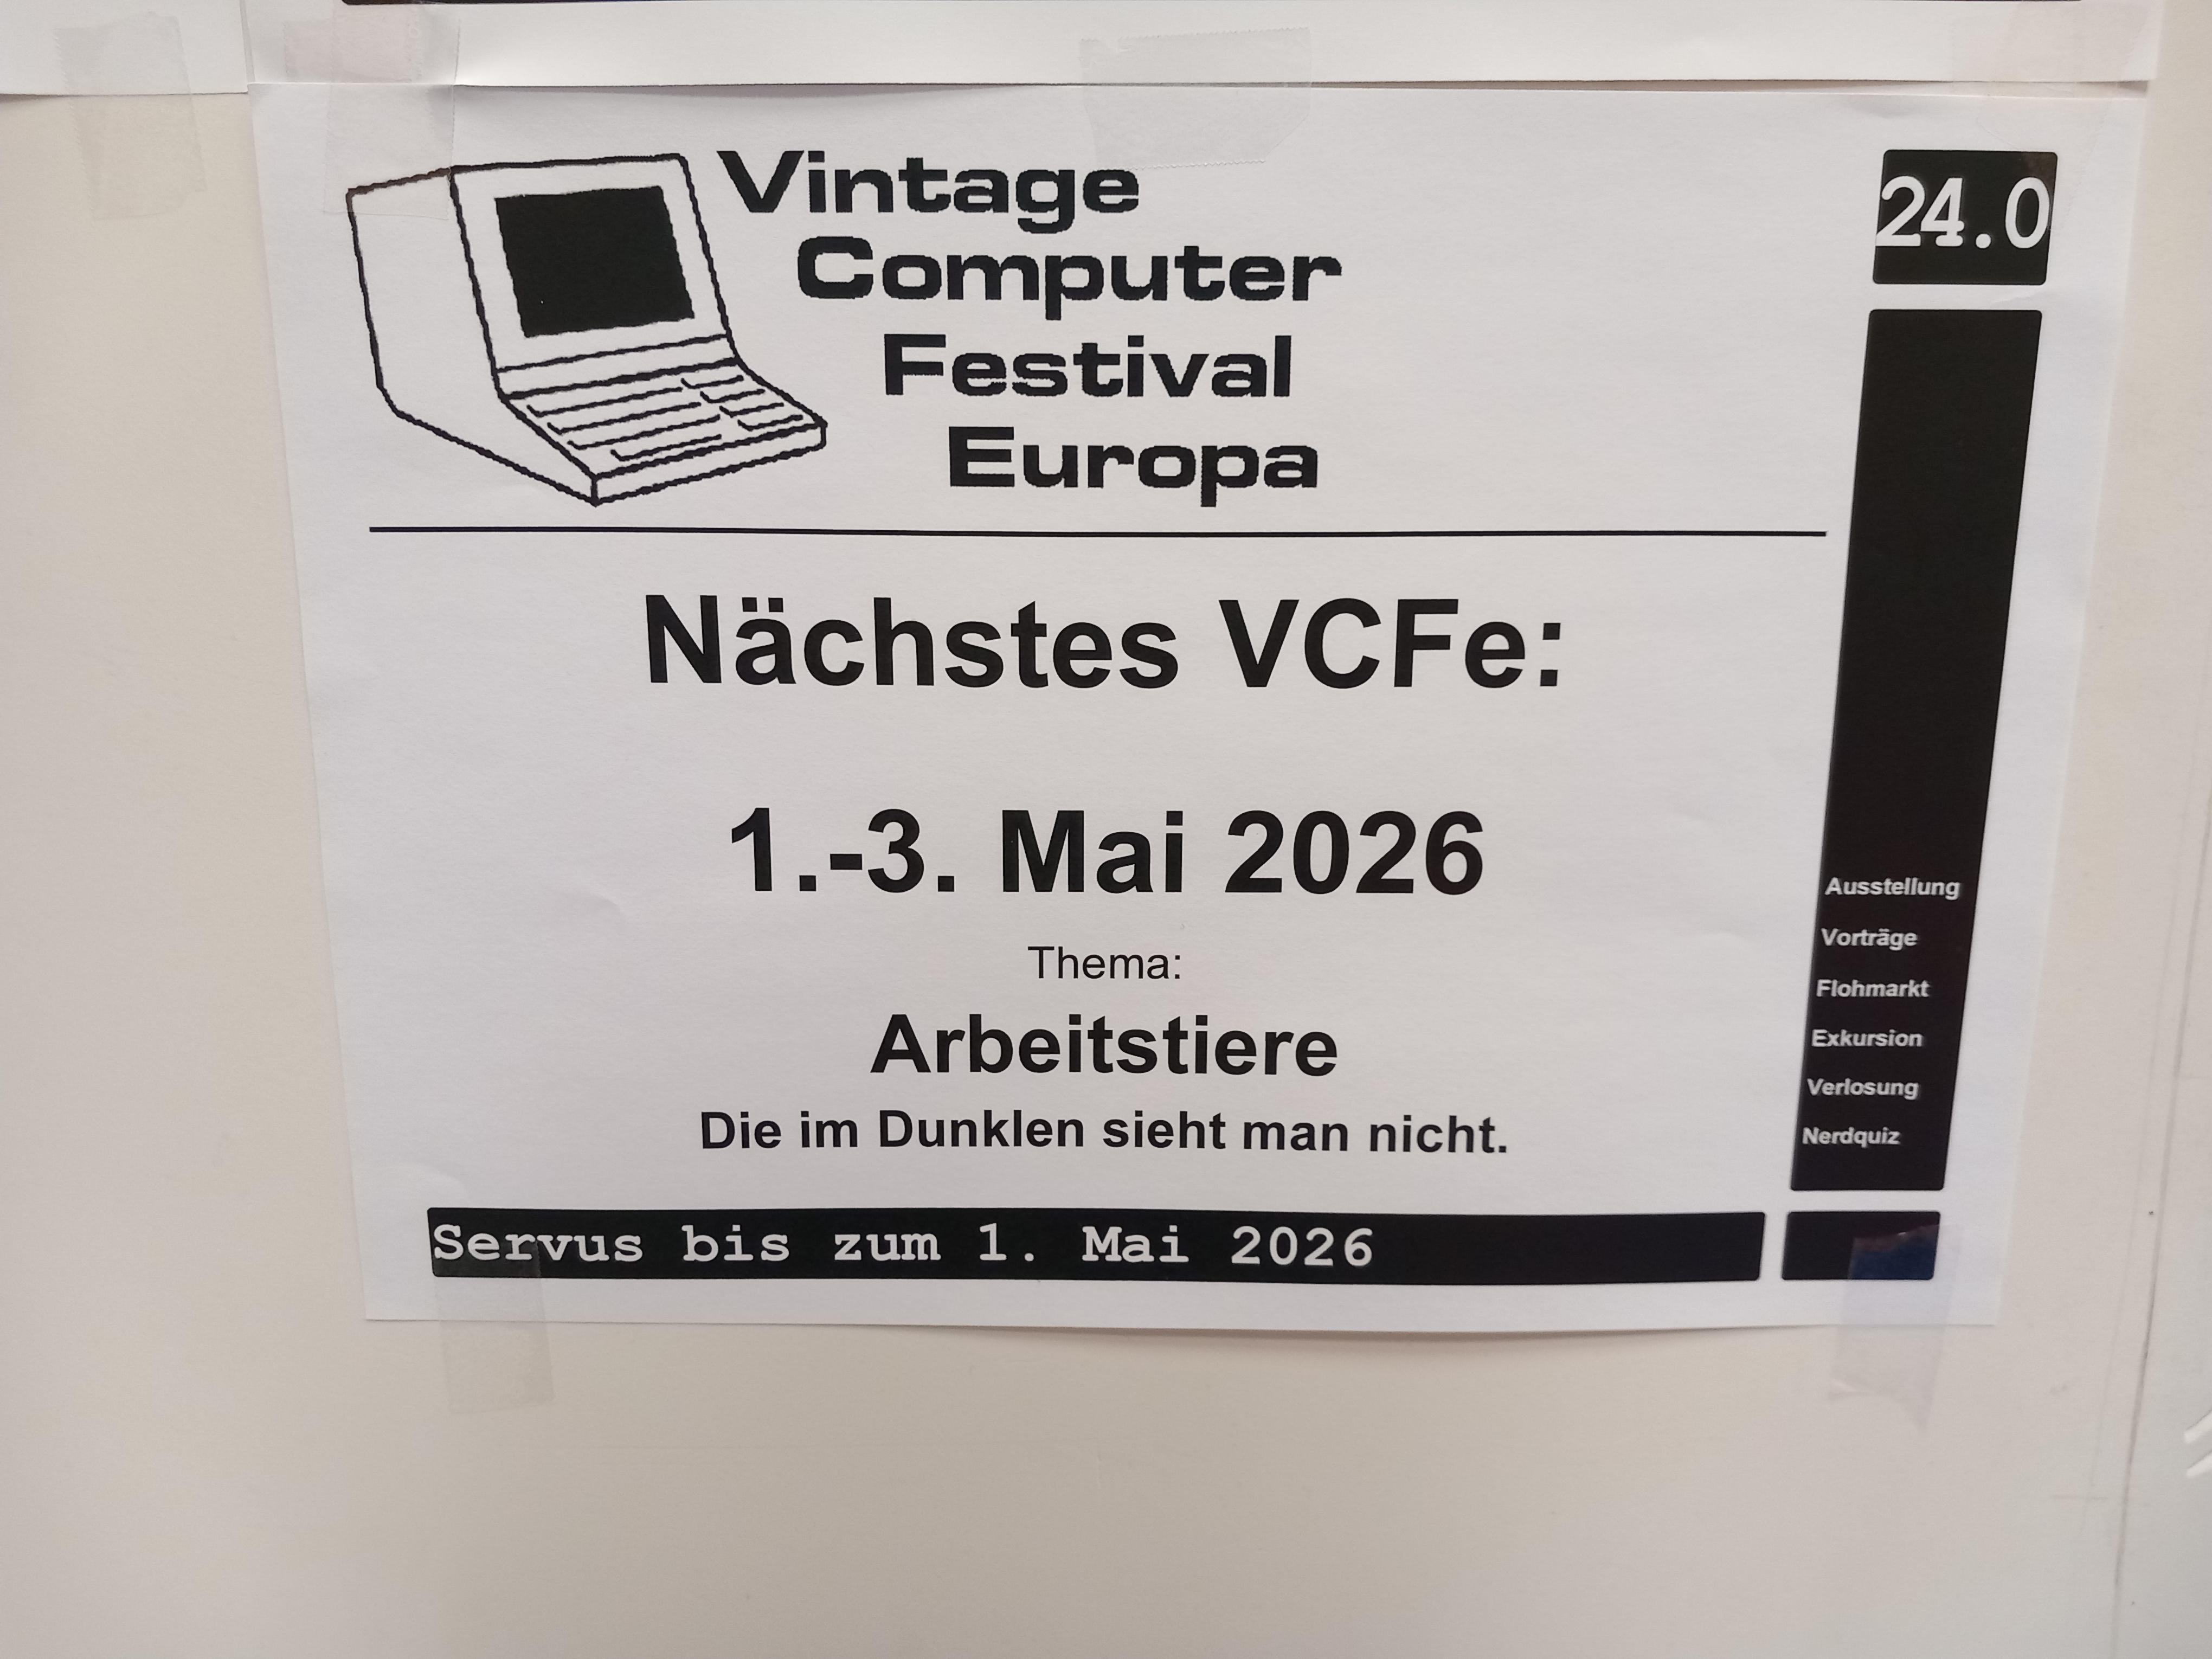 Vintage
Computer
Festival
Europa
24.0
Nächstes VCFe:
1.-3. Mai 2026
Thema:
Arbeitstiere
Die im Dunklen sieht man nicht.
Ausstellung
Vorträge
Flohmarkt
Exkursion
Verlosung
Nerdquiz
Servus bis zum 1. Mai 2026